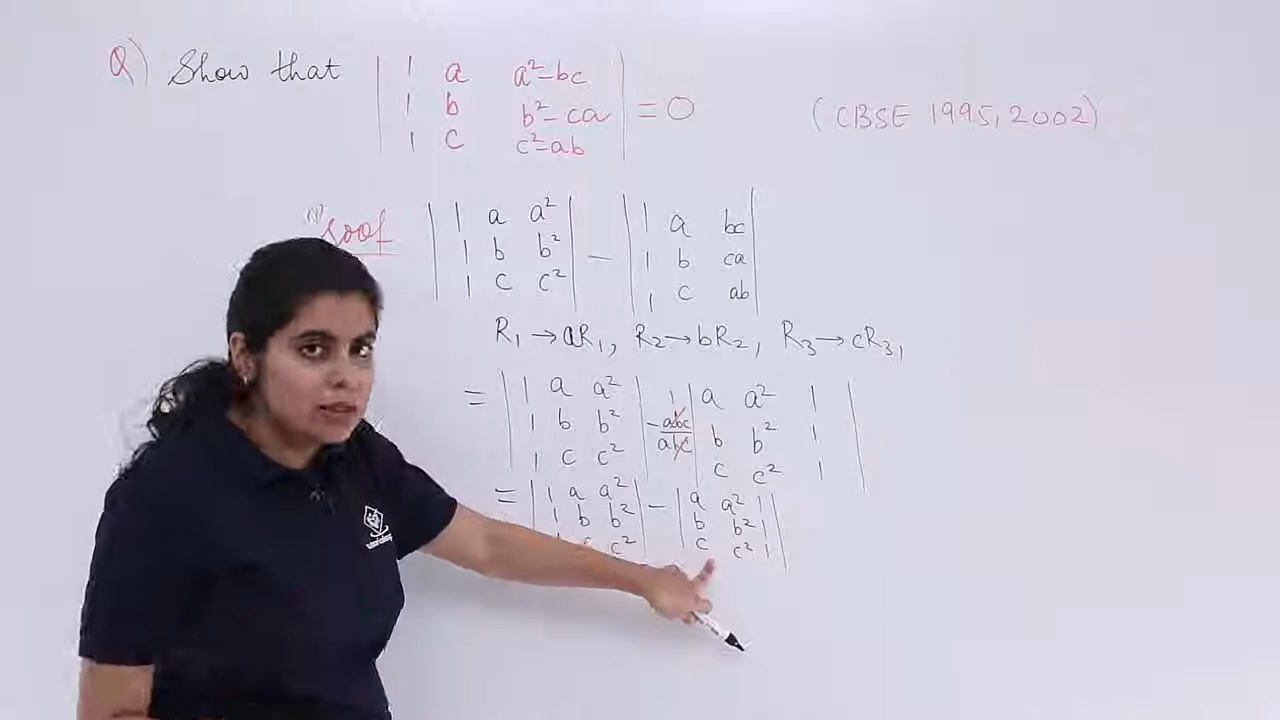 Q) Show that | 1 a a²-bc |
| 1 b b²-ca | = 0 (CBSE 1995, 2002)
| 1 c c²-ab |
Proof | 1 a a² | | 1 a bc |
| 1 b b² | - | 1 b ca |
| 1 c c² | | 1 c ab |
R₁→aR₁, R₂→bR₂, R₃→cR₃,
= | 1 a a² | 1 | a a² 1 |
| 1 b b² | - abc/abc | b b² 1 |
| 1 c c² | | c c² 1 |
= | 1 a a² | - | a a² 1 |
| 1 b b² | | b b² 1 |
c² | | c c² 1 |